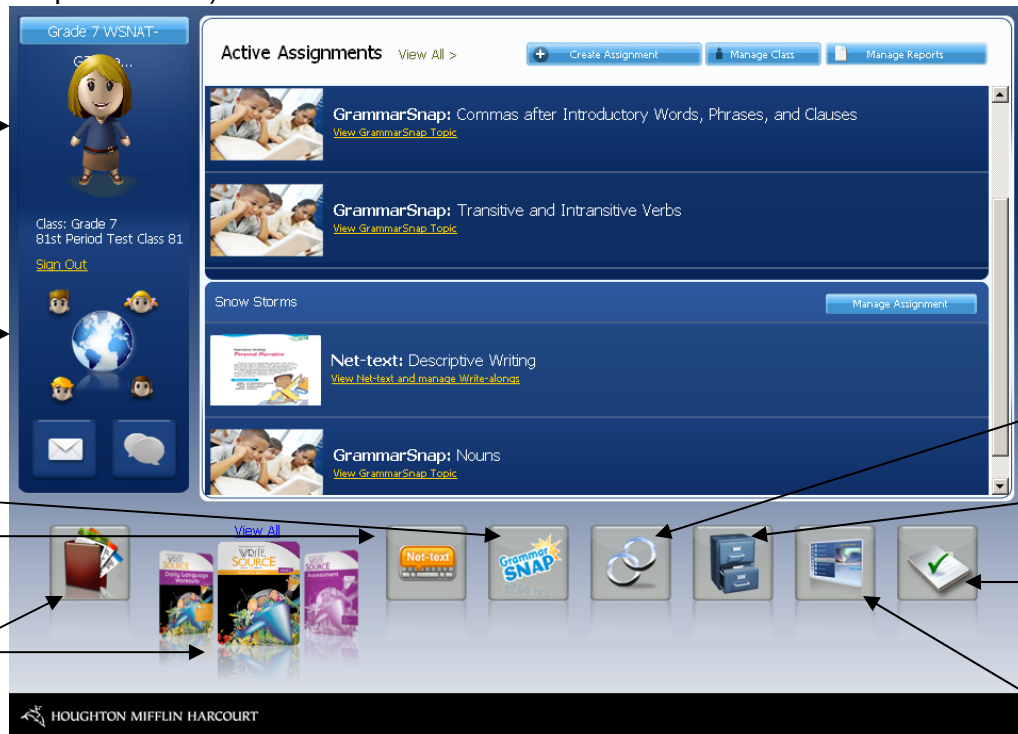 Grade 7 WSNAT-
Active Assignments View All >
Create Assignment
Manage Class
Manage Reports
GrammarSnap: Commas after Introductory Words, Phrases, and Clauses
View GrammarSnap Topic
GrammarSnap: Transitive and Intransitive Verbs
View GrammarSnap Topic
Class: Grade 7
81st Period Test Class 81
Sign Out
Snow Storms
Manage Assignment
Net-text: Descriptive Writing
View Net-text and manage Write-alongs
GrammarSnap: Nouns
View GrammarSnap Topic
View All
WRITE
SOURCE
Daily Language
Workouts
WRITE
SOURCE
SOURCE
Assessment
Net-text
Grammar
SNAP
HOUGHTON MIFFLIN HARCOURT